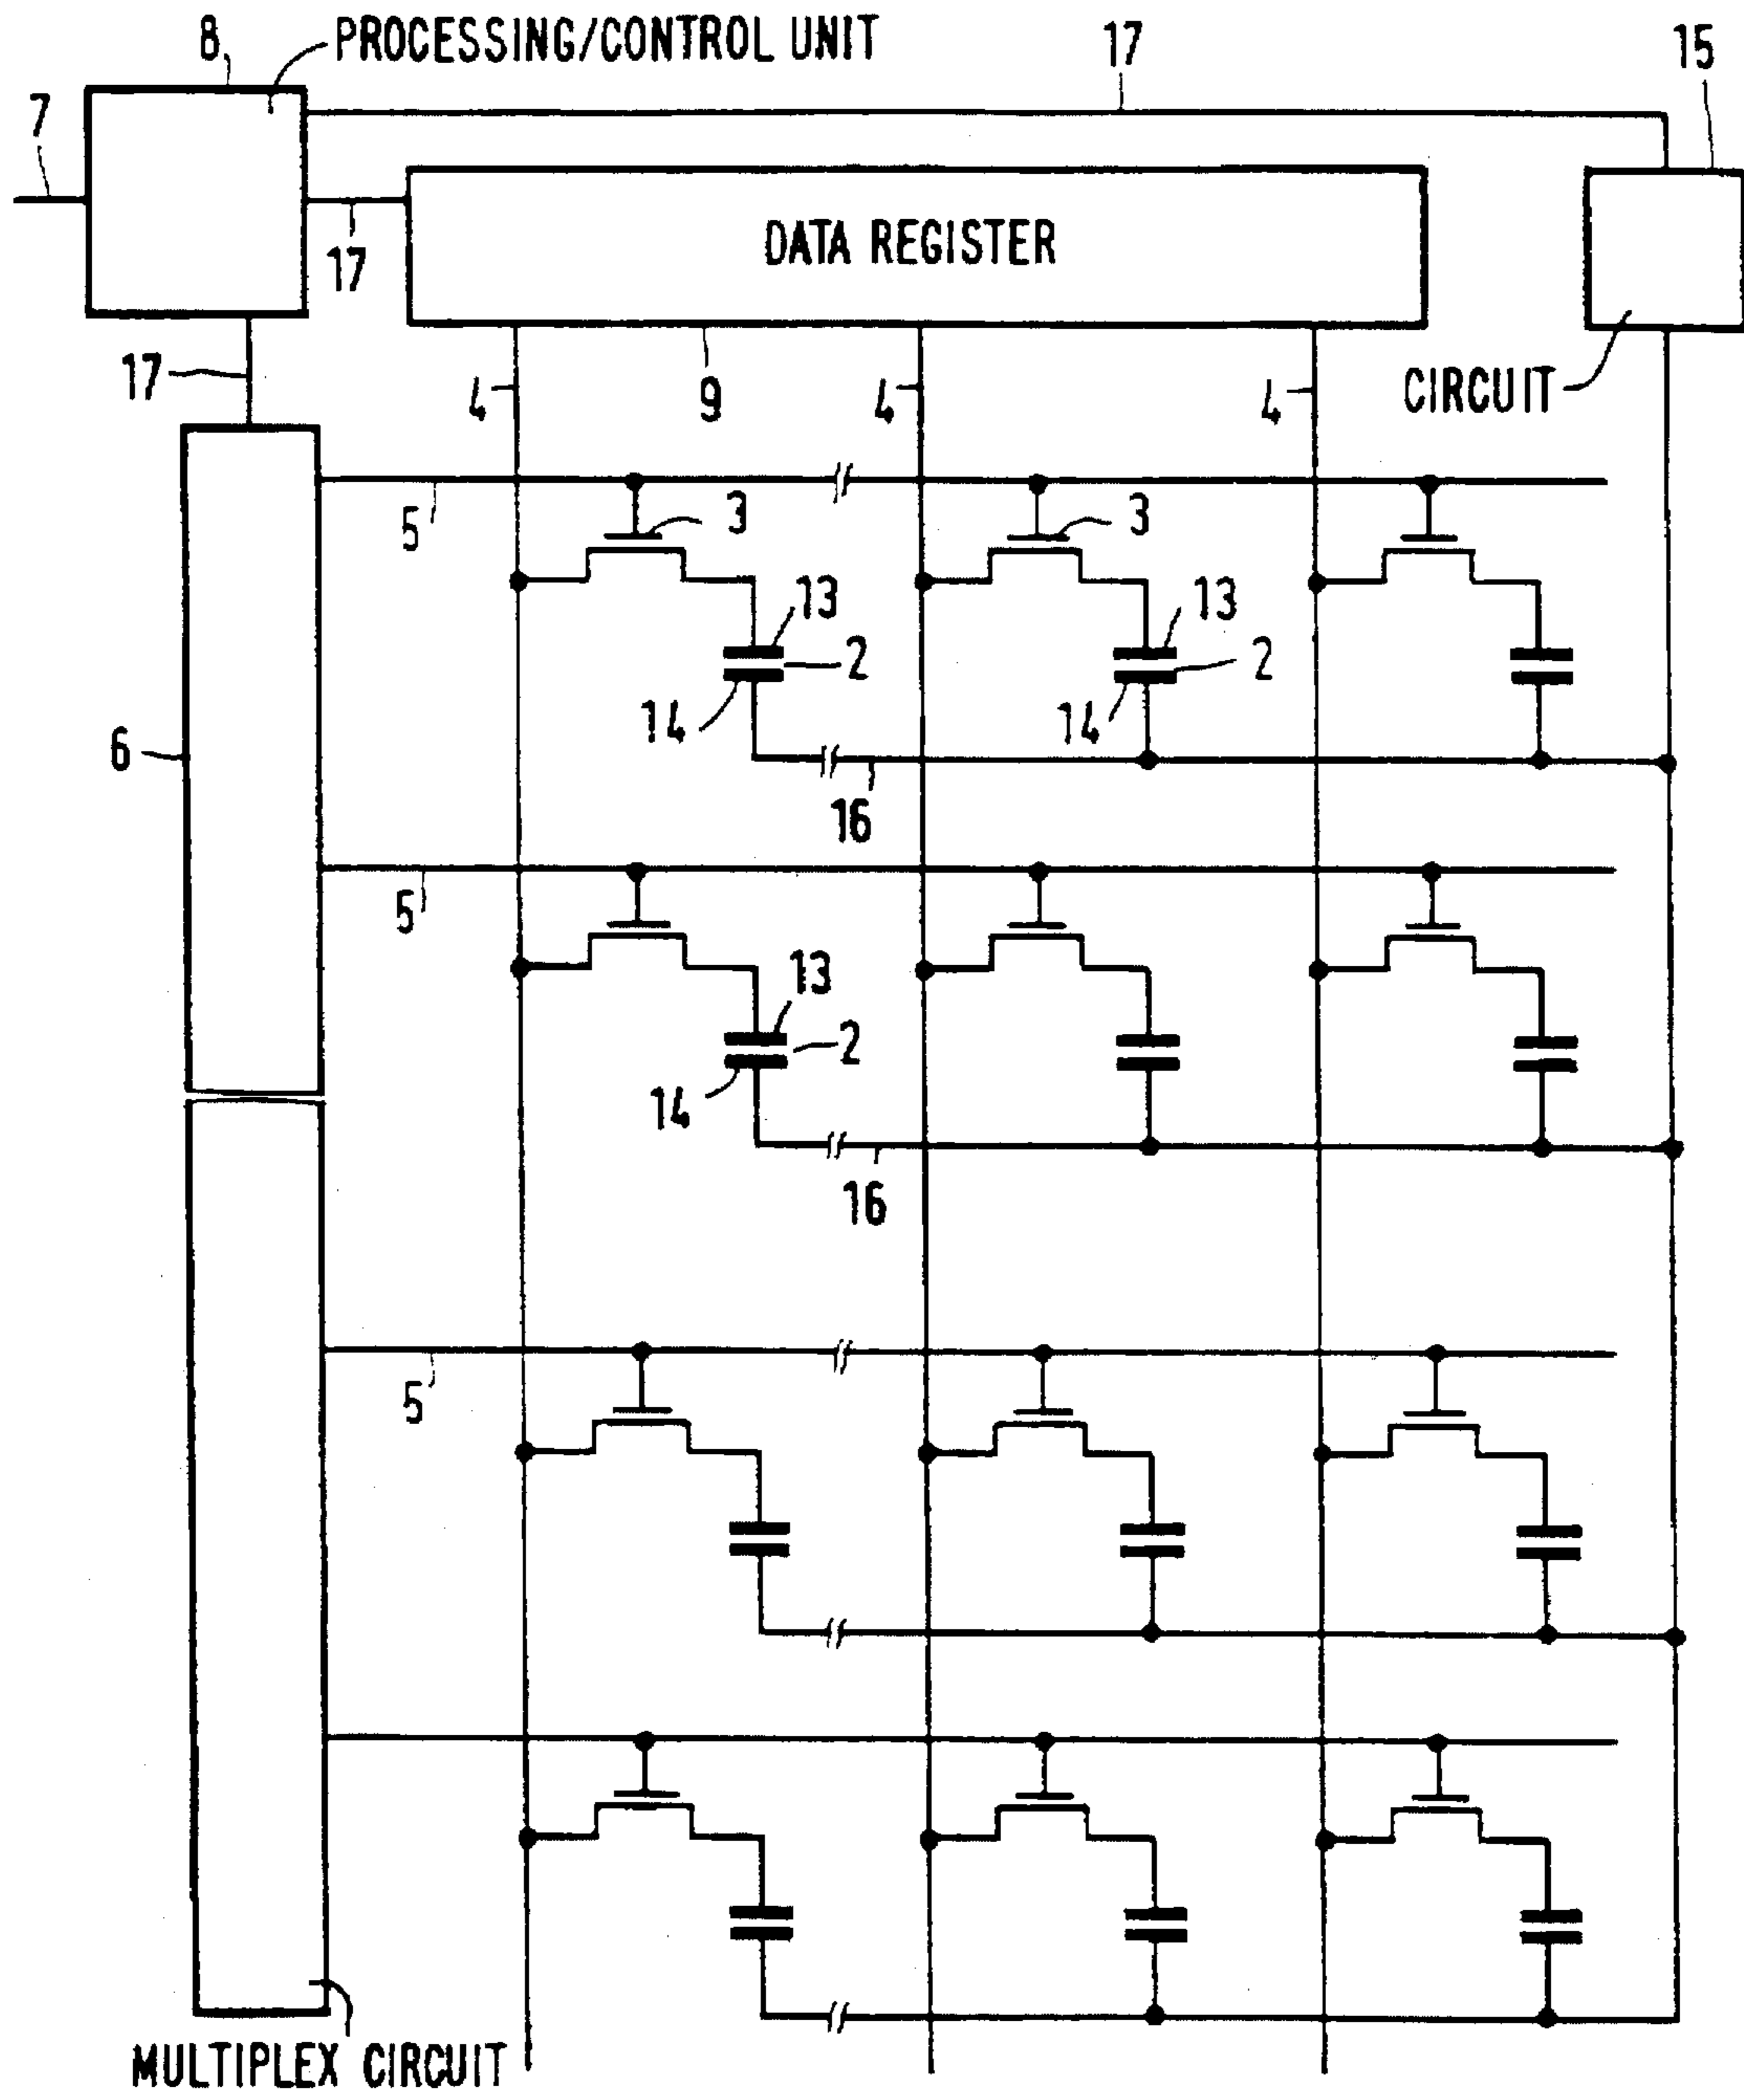 8 PROCESSING/CONTROL UNIT 17 15
7
DATA REGISTER
17
17 4 9 4 4 CIRCUIT
5 3 3
13 13
2 2
14 14
6
16
5
13
2
14
16
5
MULTIPLEX CIRCUIT